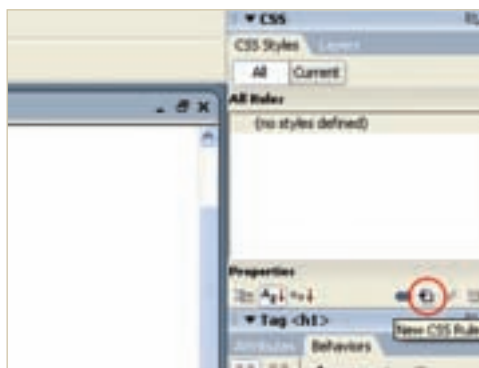 CSS
CSS Styles Layers
All Current
All Rules
(no styles defined)
Properties
Tag <h1>
New CSS Rule
Attributes Behaviors